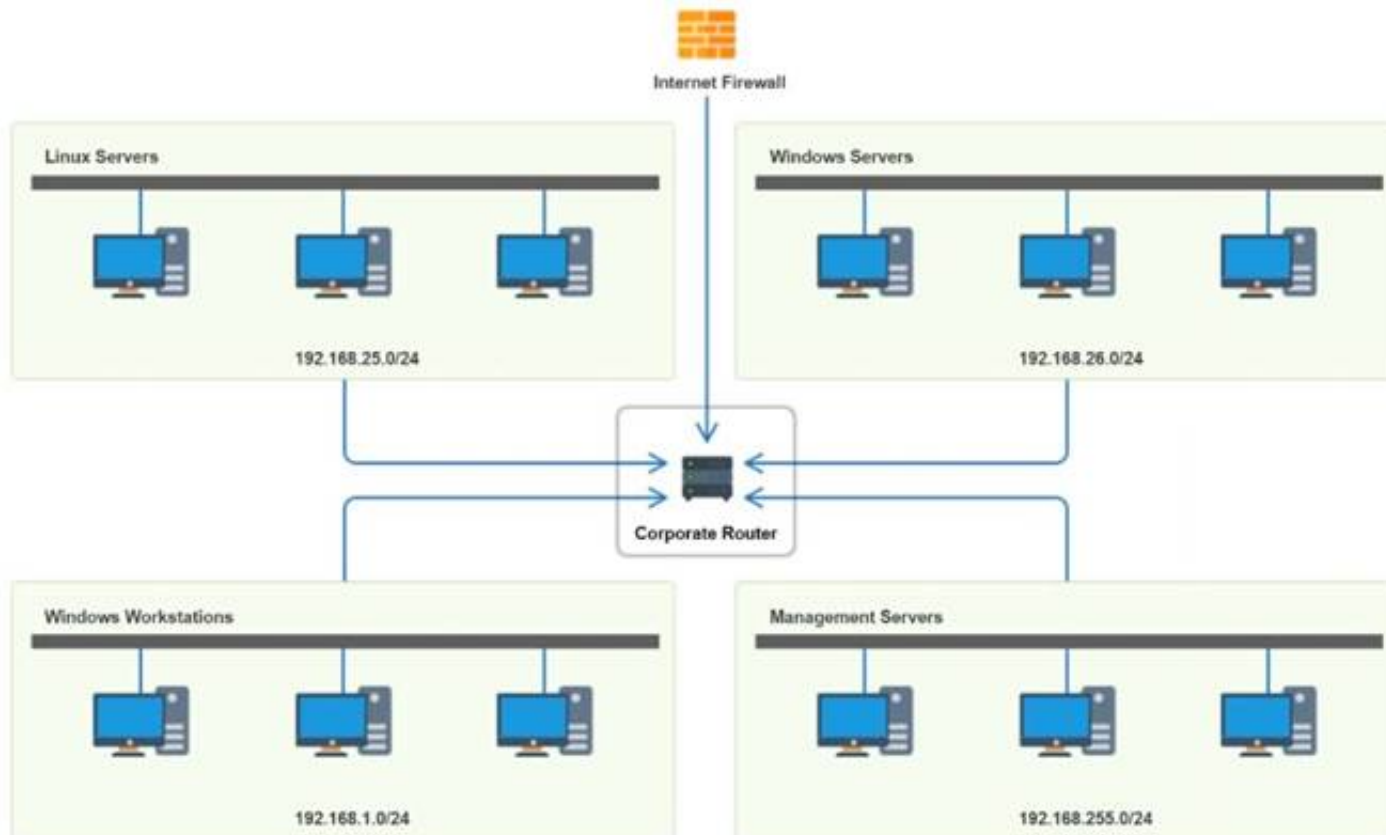 Internet Firewall
Linux Servers
192.168.25.0/24
Windows Servers
192.168.26.0/24
Corporate Router
Windows Workstations
192.168.1.0/24
Management Servers
192.168.255.0/24